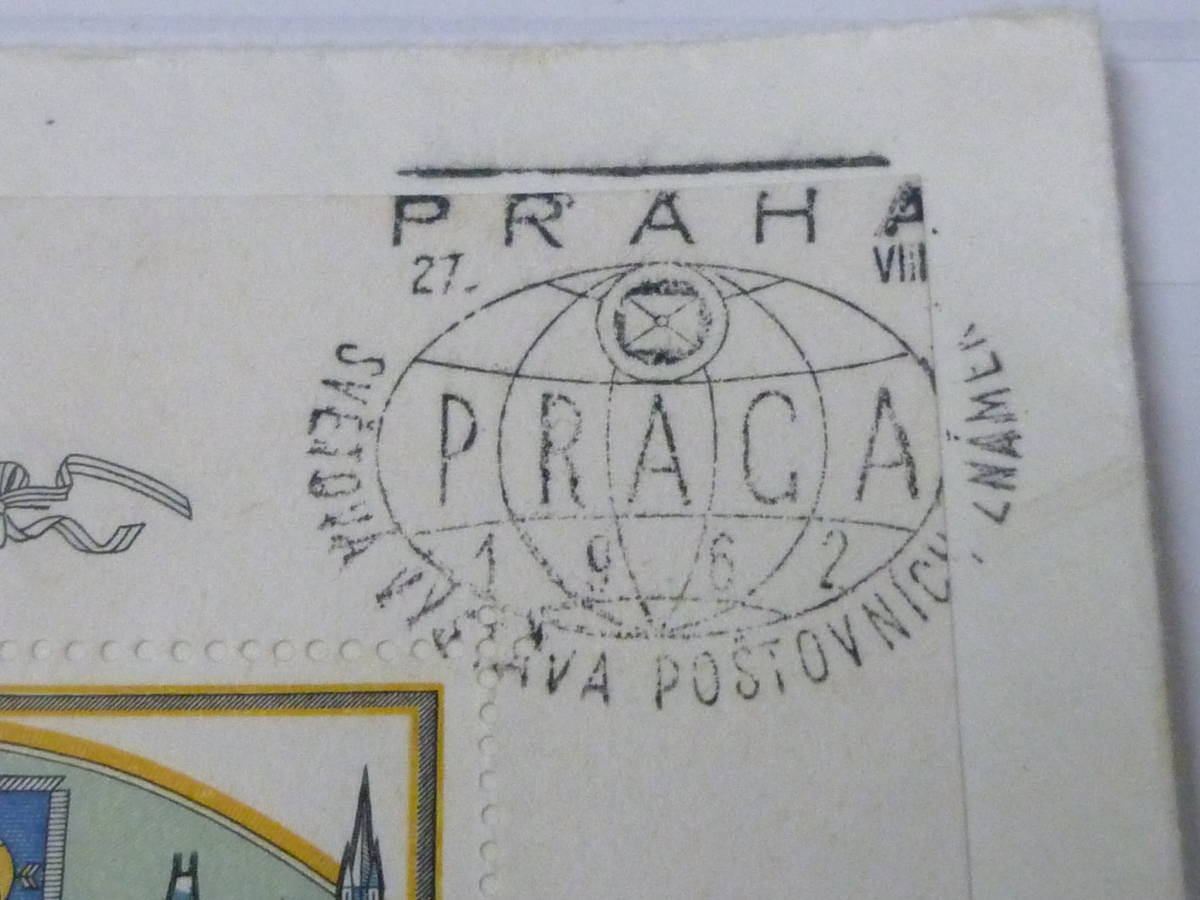 PRAHA
27. VIII
PRAGA
1962
SVĚTOVÁ VÝSTAVA POŠTOVNÍCH ZNÁMEK